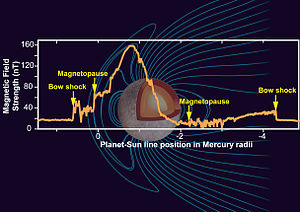 160
120
80
40
0
Magnetic Field
Strength (nT)
Bow shock
Magnetopause
Magnetopause
Bow shock
0
-2
-4
Planet-Sun line position in Mercury radii